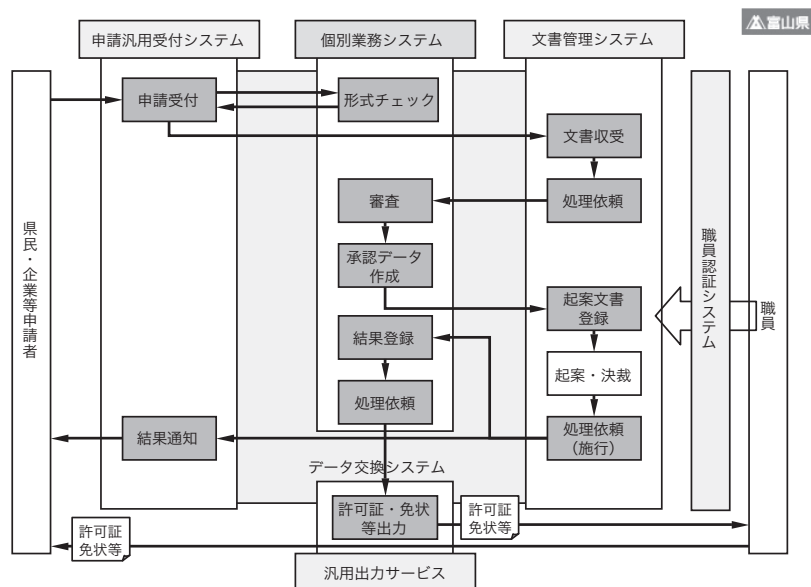 富山県
申請汎用受付システム
個別業務システム
文書管理システム
申請受付
形式チェック
文書収受
審査
処理依頼
承認データ
作成
県民・企業等申請者
職員認証システム
職員
起案文書
登録
結果登録
起案・決裁
処理依頼
結果通知
処理依頼
(施行)
データ交換システム
許可証・免状
等出力
許可証
免状等
許可証
免状等
汎用出力サービス